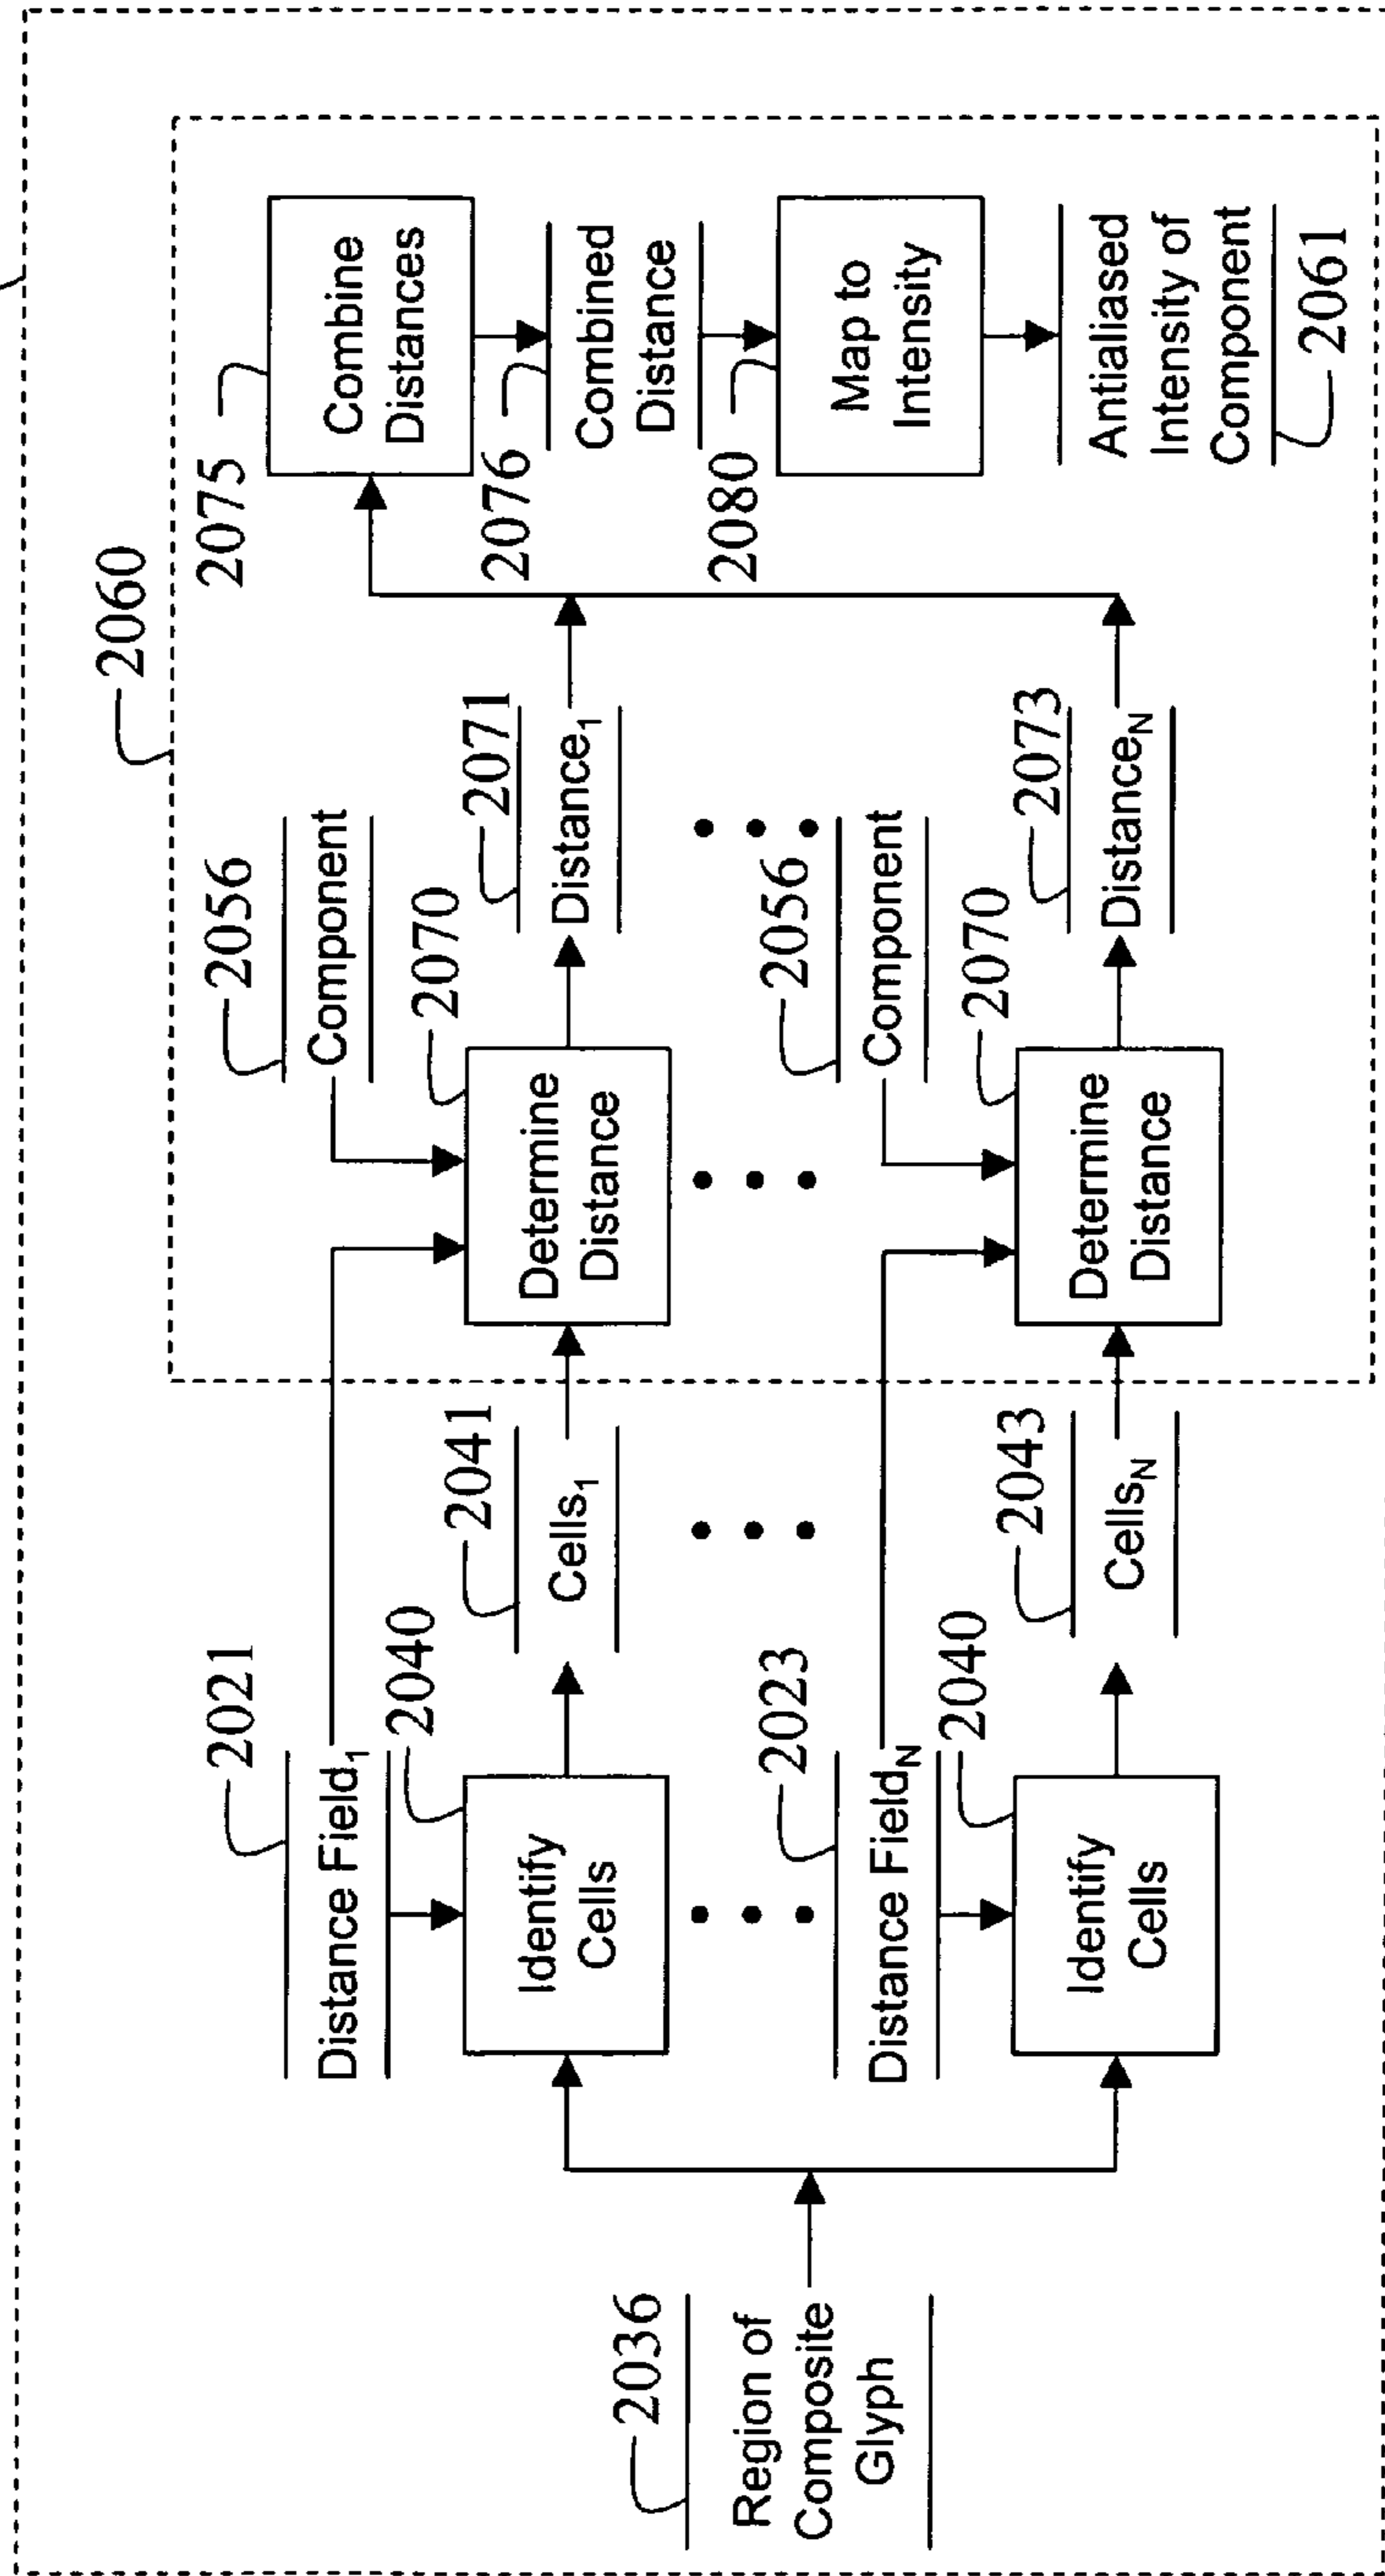 2060
2075
Combine
Distances
2076
Combined
Distance
2080
Map to
Intensity
Antialiased
Intensity of
Component
2061
2056
Component
2070
Determine
Distance
2071
Distance1
2056
Component
2070
Determine
Distance
2073
DistanceN
2021
Distance Field1
2040
Identify
Cells
2041
Cells1
2023
Distance FieldN
2040
Identify
Cells
2043
CellsN
2036
Region of
Composite
Glyph